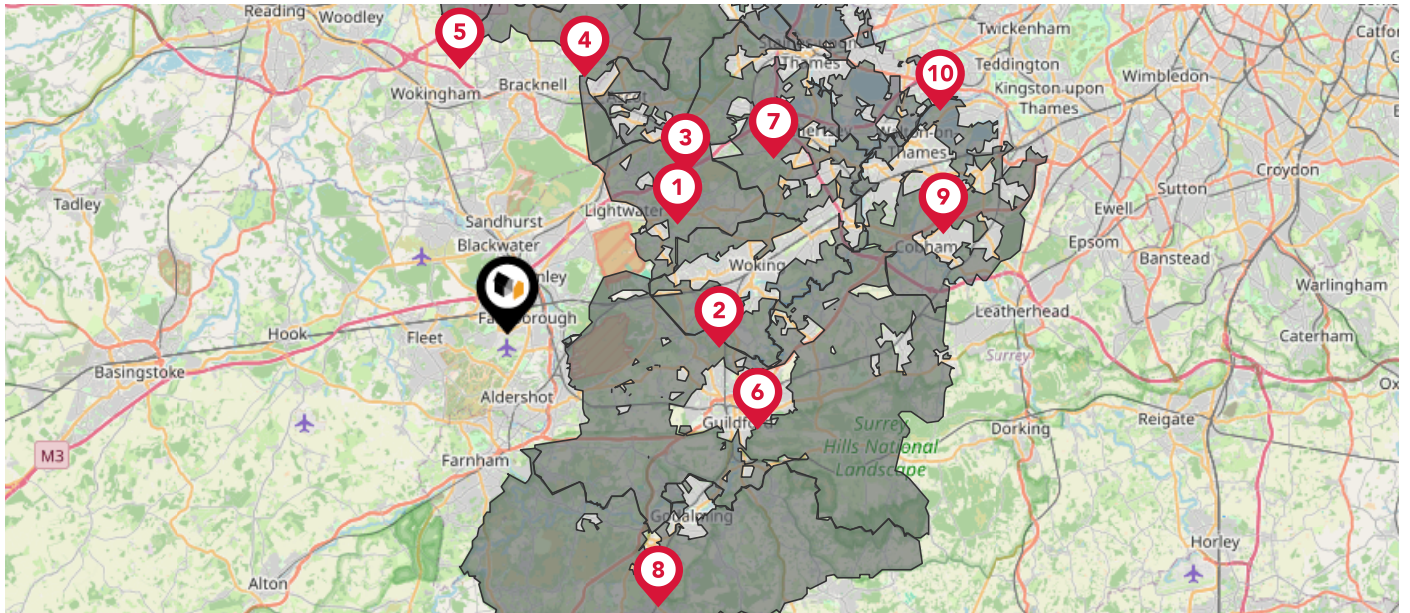 Reading
Woodley
Twickenham
Teddington
Wimbledon
Kingston upon
Thames
Thames
Bracknell
Wokingham
5
4
10
3
7
1
9
Thames
Croydon
Sutton
Tadley
Lightwater
Ewell
Sandhurst
Blackwater
Cobham
Epsom
Banstead
Woking
Warlingham
2
Leatherhead
Hook
Fleet
Caterham
Surrey
Basingstoke
6
Aldershot
Guildford
Surrey
Hills National
Landscape
Reigate
Dorking
M3
Farnham
Godalming
Horley
8
Alton